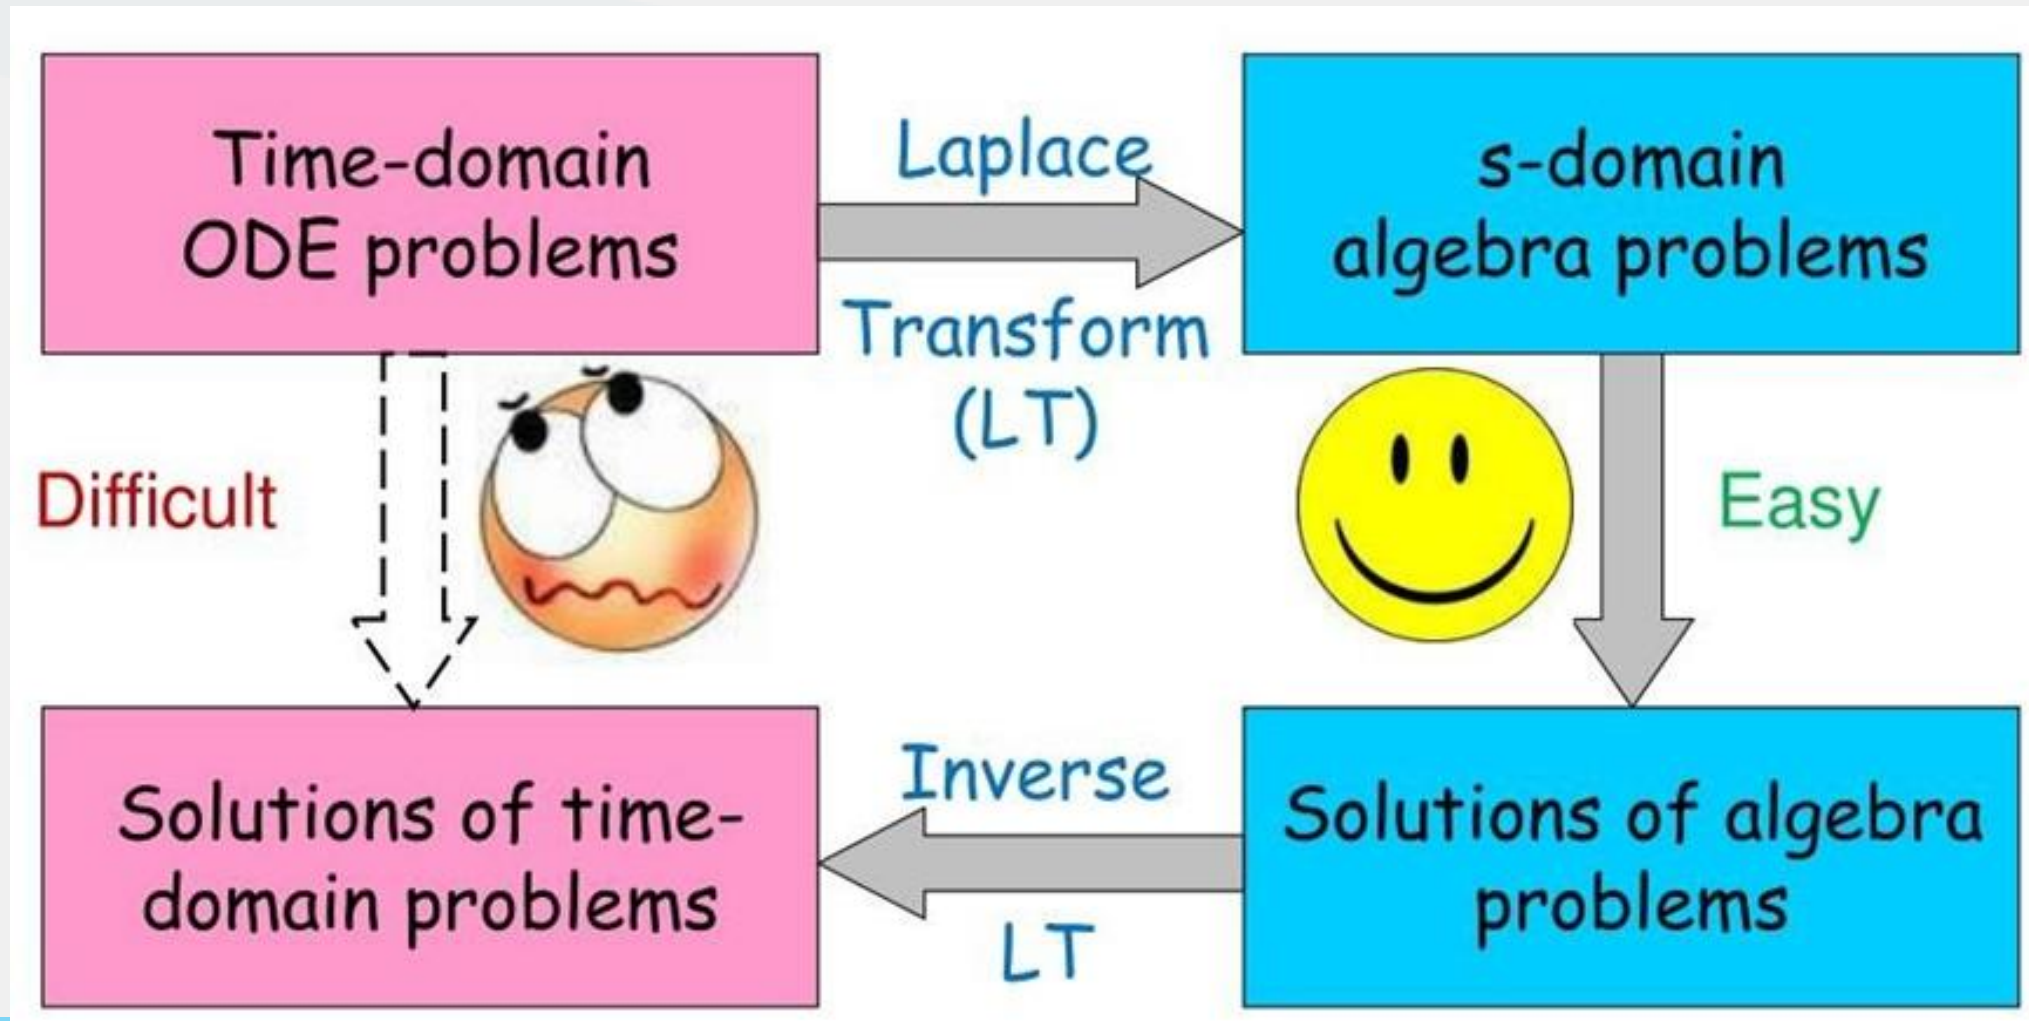 Time-domain
ODE problems
Laplace
Transform
(LT)
s-domain
algebra problems
Difficult
Easy
Solutions of time-
domain problems
Inverse
LT
Solutions of algebra
problems